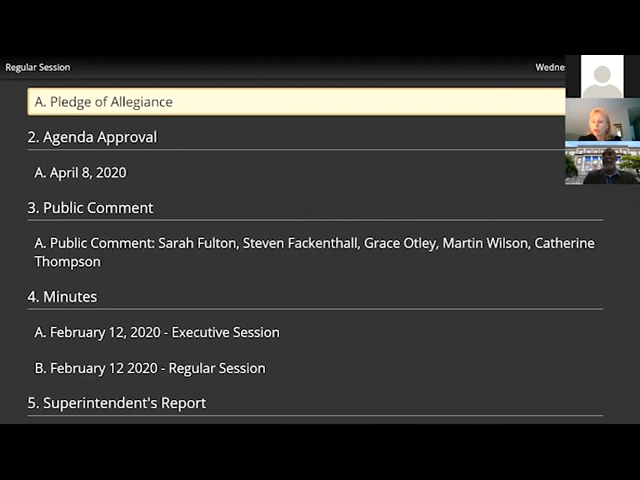 Regular Session
A. Pledge of Allegiance
2. Agenda Approval
A. April 8, 2020
3. Public Comment
A. Public Comment: Sarah Fulton, Steven Fackenthall, Grace Otley, Martin Wilson, Catherine
Thompson
4. Minutes
A. February 12, 2020 - Executive Session
B. February 12 2020 - Regular Session
5. Superintendent's Report